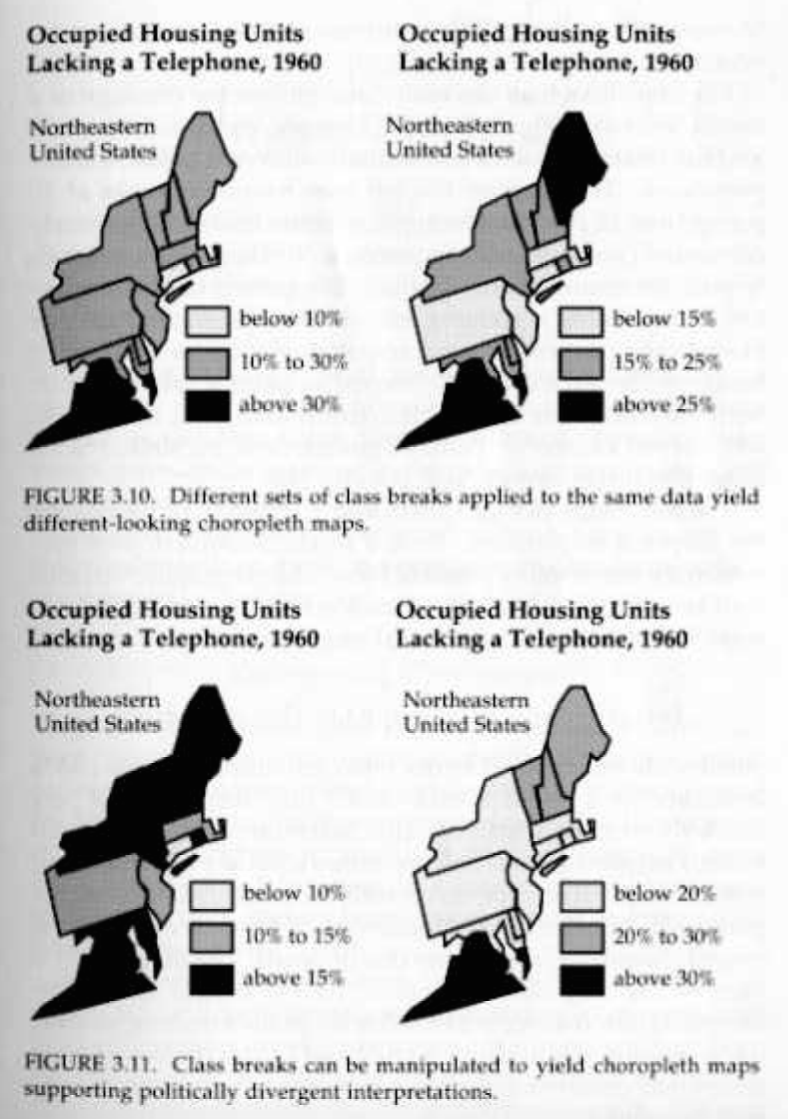 Occupied Housing Units
Lacking a Telephone, 1960
Northeastern
United States
below 10%
10% to 30%
above 30%
Occupied Housing Units
Lacking a Telephone, 1960
Northeastern
United States
below 15%
15% to 25%
above 25%
FIGURE 3.10. Different sets of class breaks applied to the same data yield
different-looking choropleth maps.
Occupied Housing Units
Lacking a Telephone, 1960
Northeastern
United States
below 10%
10% to 15%
above 15%
Occupied Housing Units
Lacking a Telephone, 1960
Northeastern
United States
below 20%
20% to 30%
above 30%
FIGURE 3.11. Class breaks can be manipulated to yield choropleth maps
supporting politically divergent interpretations.